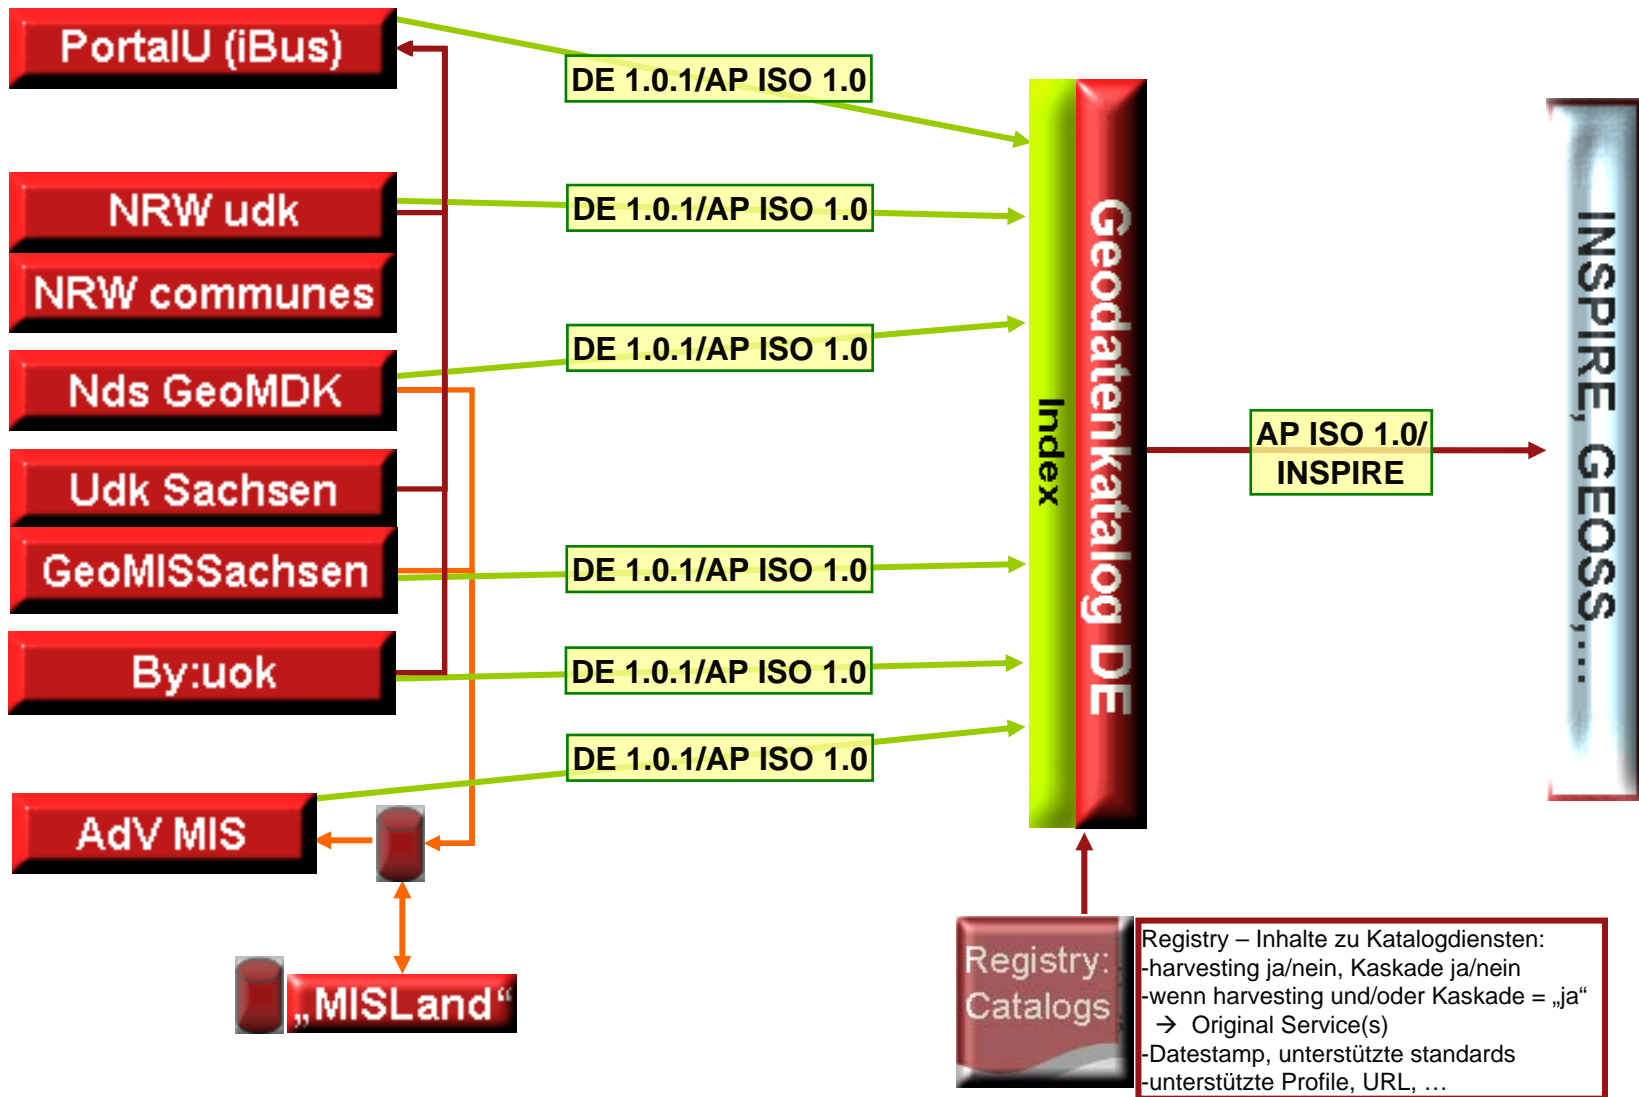 PortalU (iBus)
DE 1.0.1/AP ISO 1.0
NRW udk
DE 1.0.1/AP ISO 1.0
NRW communes
Nds GeoMDK
DE 1.0.1/AP ISO 1.0
Udk Sachsen
GeoMISSachsen
DE 1.0.1/AP ISO 1.0
By:uok
DE 1.0.1/AP ISO 1.0
DE 1.0.1/AP ISO 1.0
AdV MIS
„MISLand“
Index
Geodatenkatalog DE
AP ISO 1.0/
INSPIRE
INSPIRE, GEOSS,....
Registry:
Catalogs
Registry – Inhalte zu Katalogdiensten:
-harvesting ja/nein, Kaskade ja/nein
-wenn harvesting und/oder Kaskade = „ja“
→ Original Service(s)
-Datestamp, unterstützte standards
-unterstützte Profile, URL, …